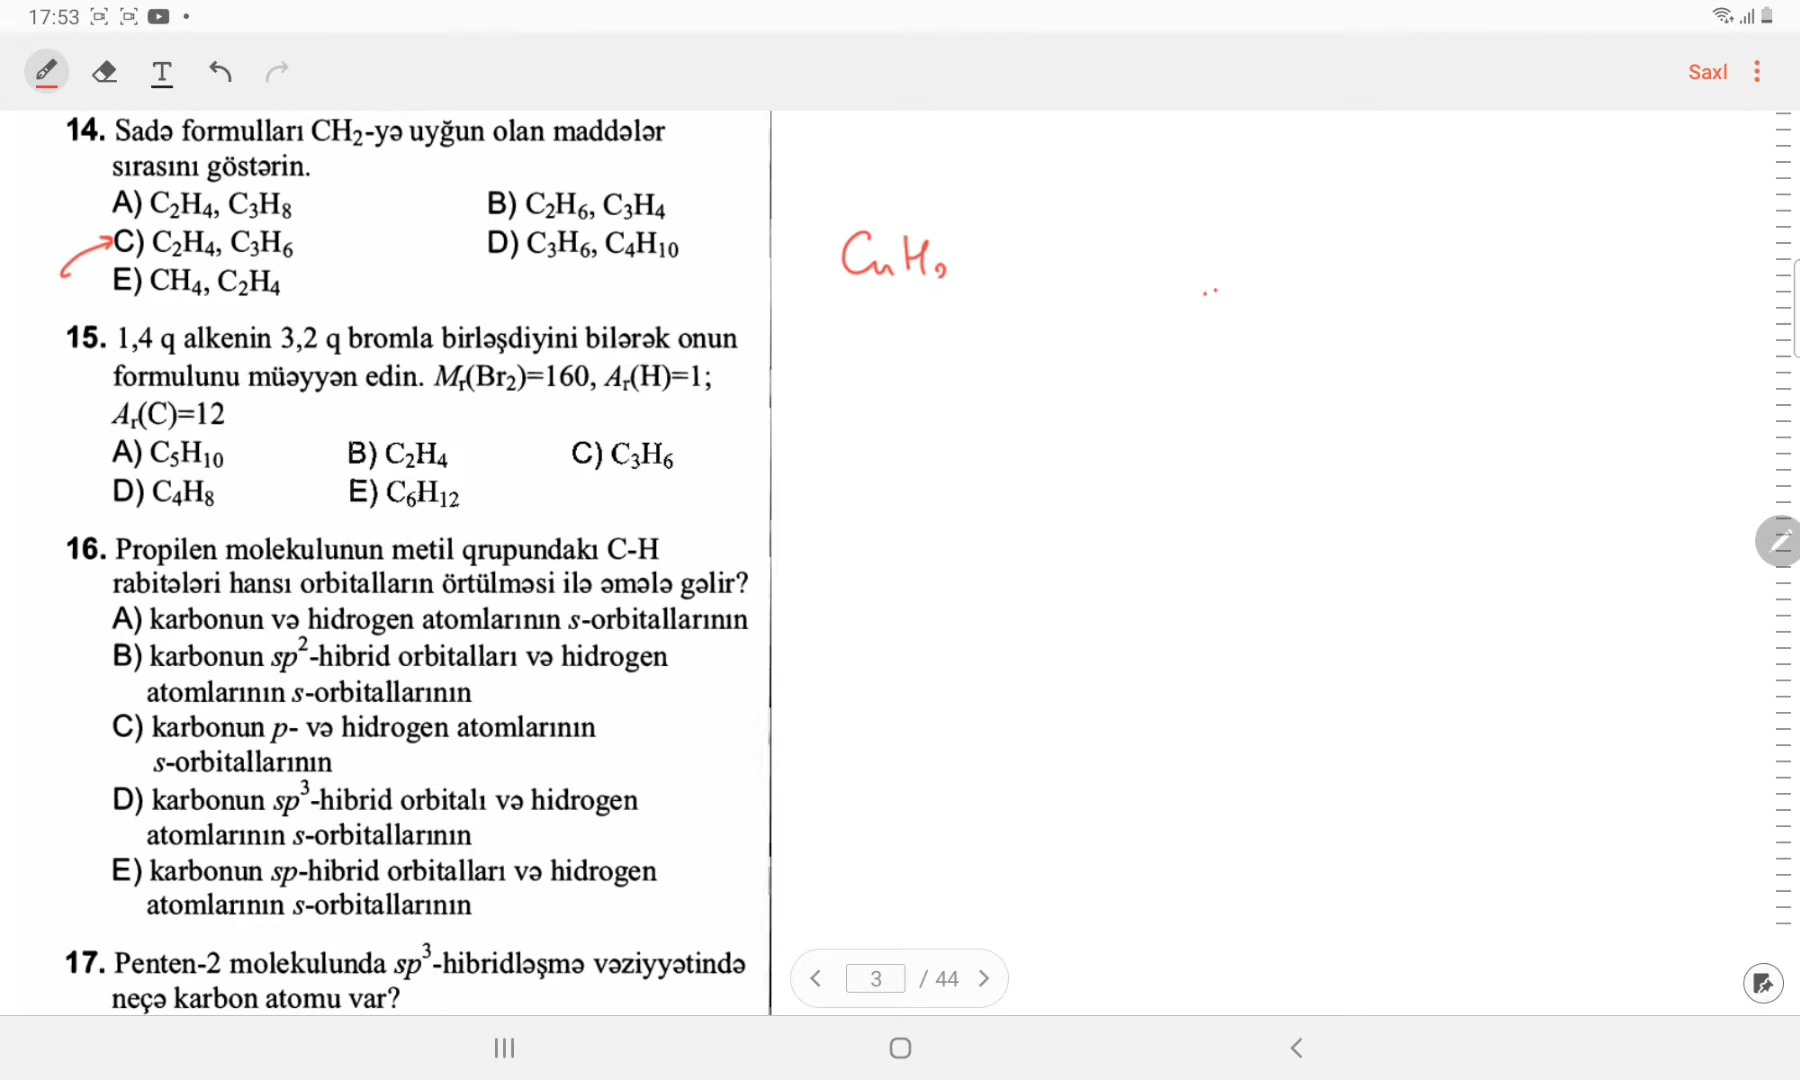 17:53
Saxl
14. Sadə formulları CH₂-yə uyğun olan maddələr
sırasını göstərin.
A) C₂H₄, C₃H₈ B) C₂H₆, C₃H₄
C) C₂H₄, C₃H₆ D) C₃H₆, C₄H₁₀
E) CH₄, C₂H₄
CₙH₂
15. 1,4 q alkenin 3,2 q bromla birləşdiyini bilərək onun
formulunu müəyyən edin. Mᵣ(Br₂)=160, Aᵣ(H)=1;
Aᵣ(C)=12
A) C₅H₁₀ B) C₂H₄ C) C₃H₆
D) C₄H₈ E) C₆H₁₂
16. Propilen molekulunun metil qrupundakı C-H
rabitələri hansı orbitalların örtülməsi ilə əmələ gəlir?
A) karbonun və hidrogen atomlarının s-orbitallarının
B) karbonun sp²-hibrid orbitalları və hidrogen
atomlarının s-orbitallarının
C) karbonun p- və hidrogen atomlarının
s-orbitallarının
D) karbonun sp³-hibrid orbitalı və hidrogen
atomlarının s-orbitallarının
E) karbonun sp-hibrid orbitalları və hidrogen
atomlarının s-orbitallarının
17. Penten-2 molekulunda sp³-hibridləşmə vəziyyətində
neçə karbon atomu var?
3 / 44